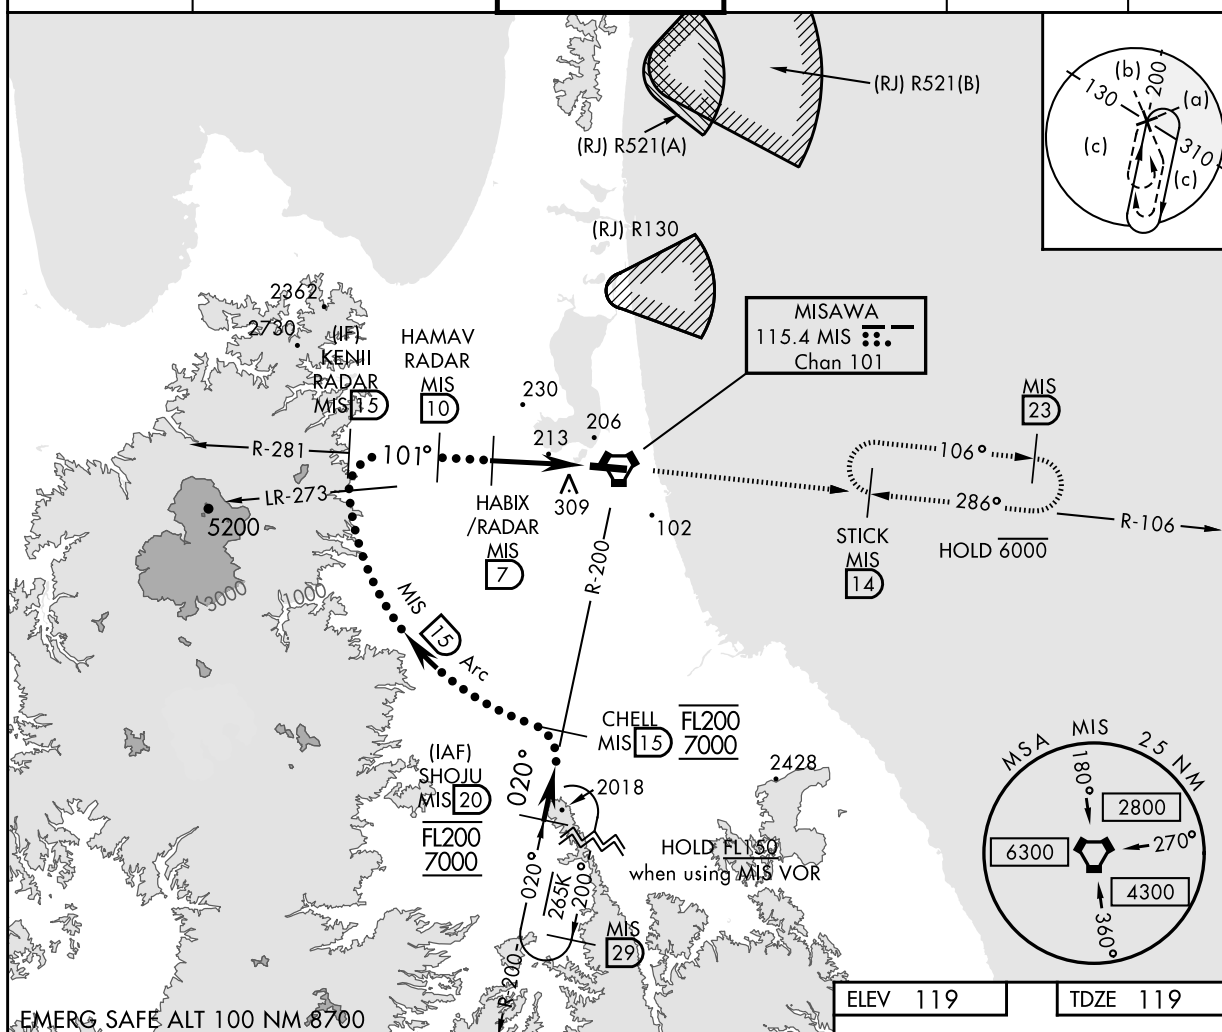 (RJ) R521(B)
(RJ) R521(A)
(b)
200
(a)
130
(c)
310
(c)
(RJ) R130
2362
2730
(IF)
KENII
RADAR
MIS 15
HAMAV
RADAR
MIS
10
MISAWA
115.4 MIS
Chan 101
230
206
213
MIS
23
R-281
101°
106°
LR-273
5200
HABIX
/RADAR
MIS
7
309
102
286°
R-106
STICK
MIS
14
HOLD 6000
3000
1000
R-200
MIS 15 Arc
CHELL
MIS 15
FL200
7000
(IAF)
SHOJU
MIS 20
FL200
7000
020°
2018
2428
HOLD FL150
when using MIS VOR
020°
265K
200°
MIS
29
R-200
MSA MIS 25 NM
180°
2800
6300
270°
4300
360°
EMERG SAFE ALT 100 NM 8700
ELEV 119
TDZE 119